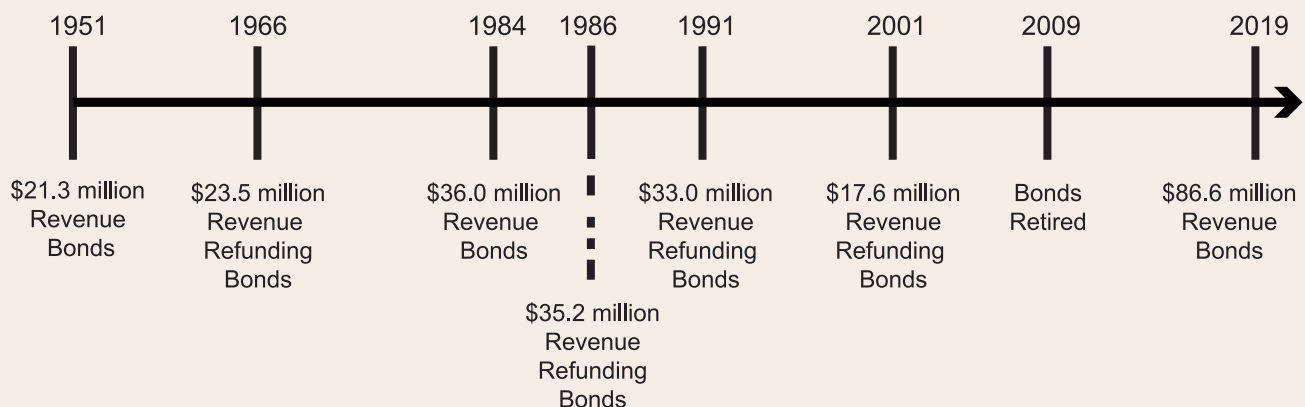 1951 1966 1984 1986 1991 2001 2009 2019
$21.3 million
Revenue
Bonds
$23.5 million
Revenue
Refunding
Bonds
$36.0 million
Revenue
Bonds
$35.2 million
Revenue
Refunding
Bonds
$33.0 million
Revenue
Refunding
Bonds
$17.6 million
Revenue
Refunding
Bonds
Bonds
Retired
$86.6 million
Revenue
Bonds